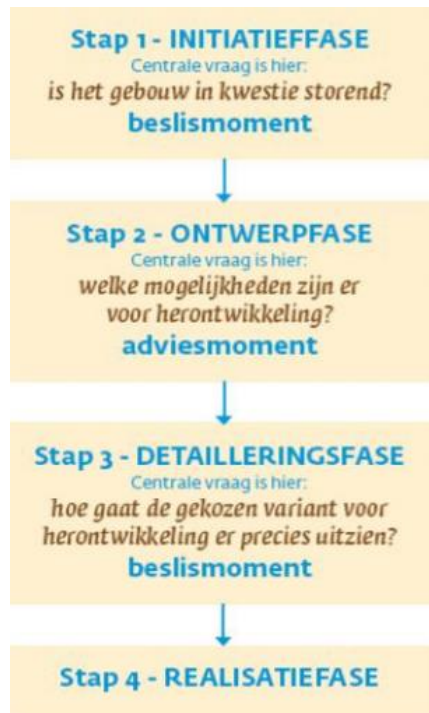 Stap 1 - INITIATIEFFASE
Centrale vraag is hier:
is het gebouw in kwestie storend?
beslismoment
Stap 2 - ONTWERPFASE
Centrale vraag is hier:
welke mogelijkheden zijn er
voor herontwikkeling?
adviesmoment
Stap 3 - DETAILLERINGSFASE
Centrale vraag is hier:
hoe gaat de gekozen variant voor
herontwikkeling er precies uitzien?
beslismoment
Stap 4 - REALISATIEFASE